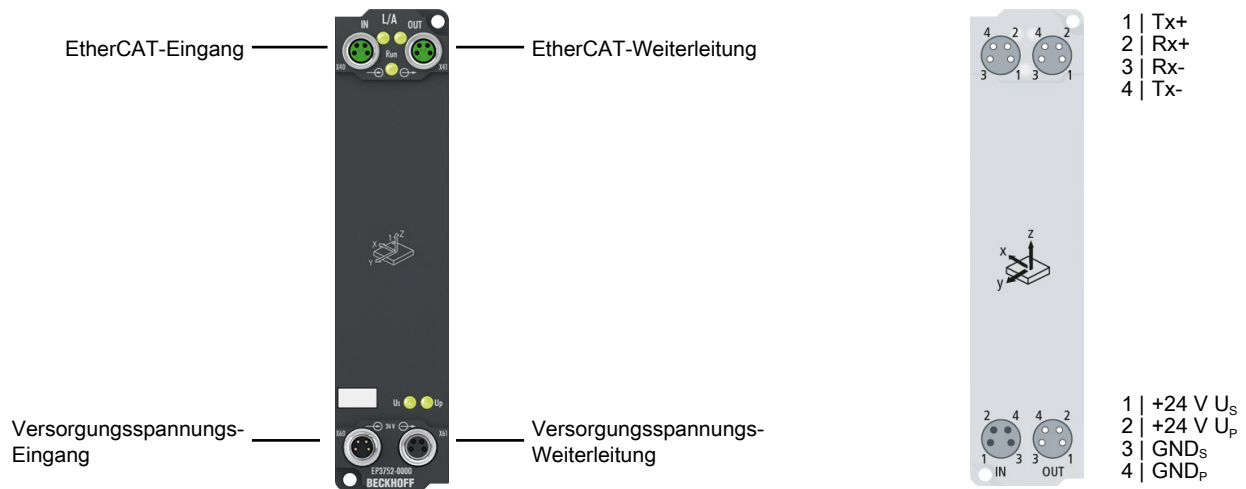 EtherCAT-Eingang
IN L/A OUT
Run
X40 X41
EtherCAT-Weiterleitung
X Z
Y
Us Up
Versorgungsspannungs-
Eingang
X60 24 V X61
EP3752-0000
BECKHOFF
Versorgungsspannungs-
Weiterleitung
4 2 4 2
3 1 3 1
1 | Tx+
2 | Rx+
3 | Rx-
4 | Tx-
z
x
y
2 4 4 2
1 3 3 1
IN OUT
1 | +24 V US
2 | +24 V UP
3 | GNDS
4 | GNDP